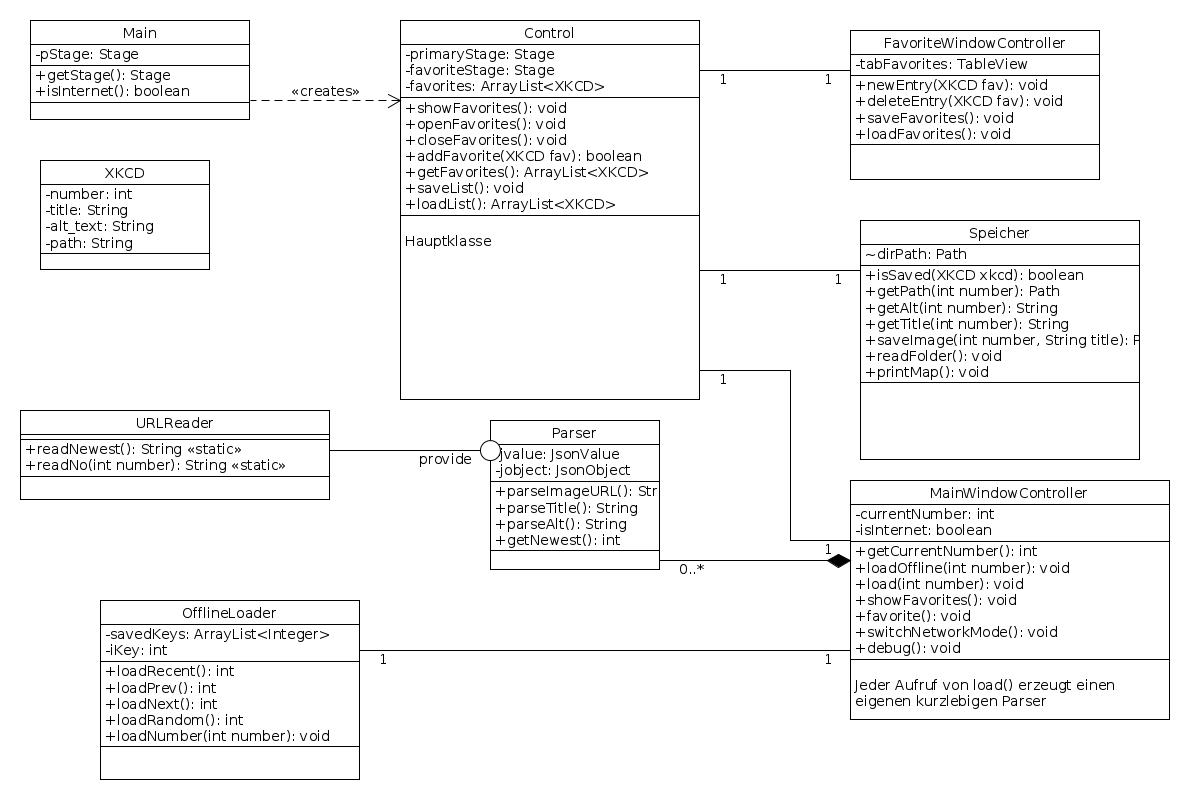 Main
-pStage: Stage
+getStage(): Stage
+isInternet(): boolean
«creates»
Control
-primaryStage: Stage
-favoriteStage: Stage
-favorites: ArrayList<XKCD>
+showFavorites(): void
+openFavorites(): void
+closeFavorites(): void
+addFavorite(XKCD fav): boolean
+getFavorites(): ArrayList<XKCD>
+saveList(): void
+loadList(): ArrayList<XKCD>
Hauptklasse
1
1
FavoriteWindowController
-tabFavorites: TableView
+newEntry(XKCD fav): void
+deleteEntry(XKCD fav): void
+saveFavorites(): void
+loadFavorites(): void
XKCD
-number: int
-title: String
-alt_text: String
-path: String
1
1
Speicher
~dirPath: Path
+isSaved(XKCD xkcd): boolean
+getPath(int number): Path
+getAlt(int number): String
+getTitle(int number): String
+saveImage(int number, String title): F
+readFolder(): void
+printMap(): void
1
1
URLReader
+readNewest(): String «static»
+readNo(int number): String «static»
provide
Parser
jvalue: JsonValue
-jobject: JsonObject
+parseImageURL(): Str
+parseTitle(): String
+parseAlt(): String
+getNewest(): int
0..*
MainWindowController
-currentNumber: int
-isInternet: boolean
+getCurrentNumber(): int
+loadOffline(int number): void
+load(int number): void
+showFavorites(): void
+favorite(): void
+switchNetworkMode(): void
+debug(): void
Jeder Aufruf von load() erzeugt einen
eigenen kurzlebigen Parser
OfflineLoader
-savedKeys: ArrayList<Integer>
-iKey: int
+loadRecent(): int
+loadPrev(): int
+loadNext(): int
+loadRandom(): int
+loadNumber(int number): void
1
1